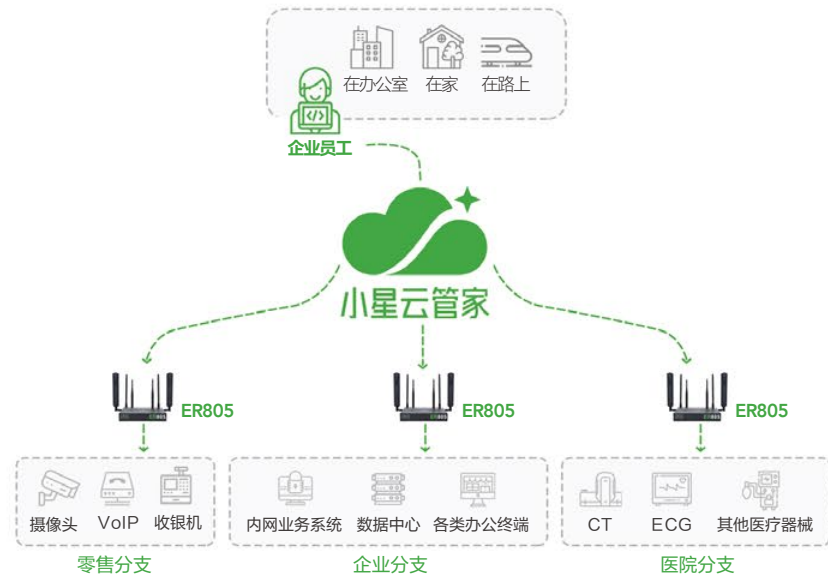 在办公室 在家 在路上
企业员工
小星云管家
ER805 ER805 ER805
摄像头 VoIP 收银机 内网业务系统 数据中心 各类办公终端 CT ECG 其他医疗器械
零售分支 企业分支 医院分支